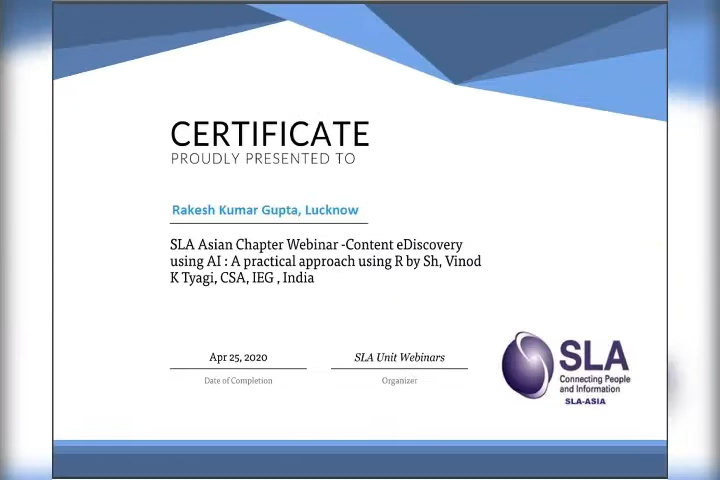 CERTIFICATE
PROUDLY PRESENTED TO
Rakesh Kumar Gupta, Lucknow
SLA Asian Chapter Webinar -Content eDiscovery
using AI : A practical approach using R by Sh, Vinod
K Tyagi, CSA, IEG , India
Apr 25, 2020
SLA Unit Webinars
Date of Completion
Organizer
SLA
Connecting People
and Information
SLA-ASIA